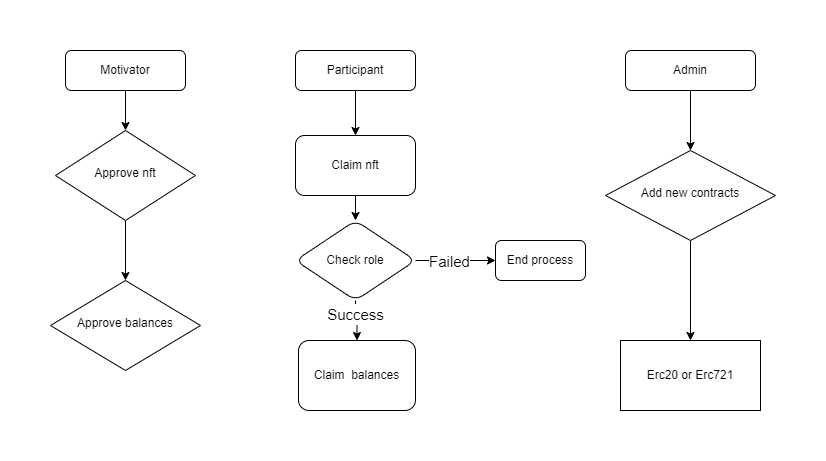 Motivator
Participant
Admin
Approve nft
Claim nft
Add new contracts
Check role
Failed
End process
Success
Approve balances
Claim  balances
Erc20 or Erc721